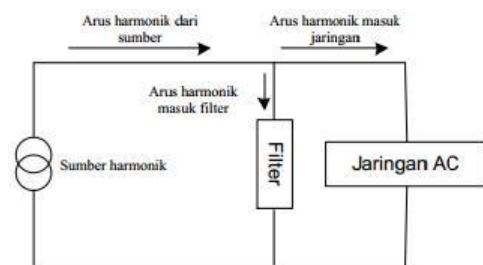 Arus harmonik dari
sumber
Arus harmonik masuk
jaringan
Arus harmonik
masuk filter
Sumber harmonik
Filter
Jaringan AC